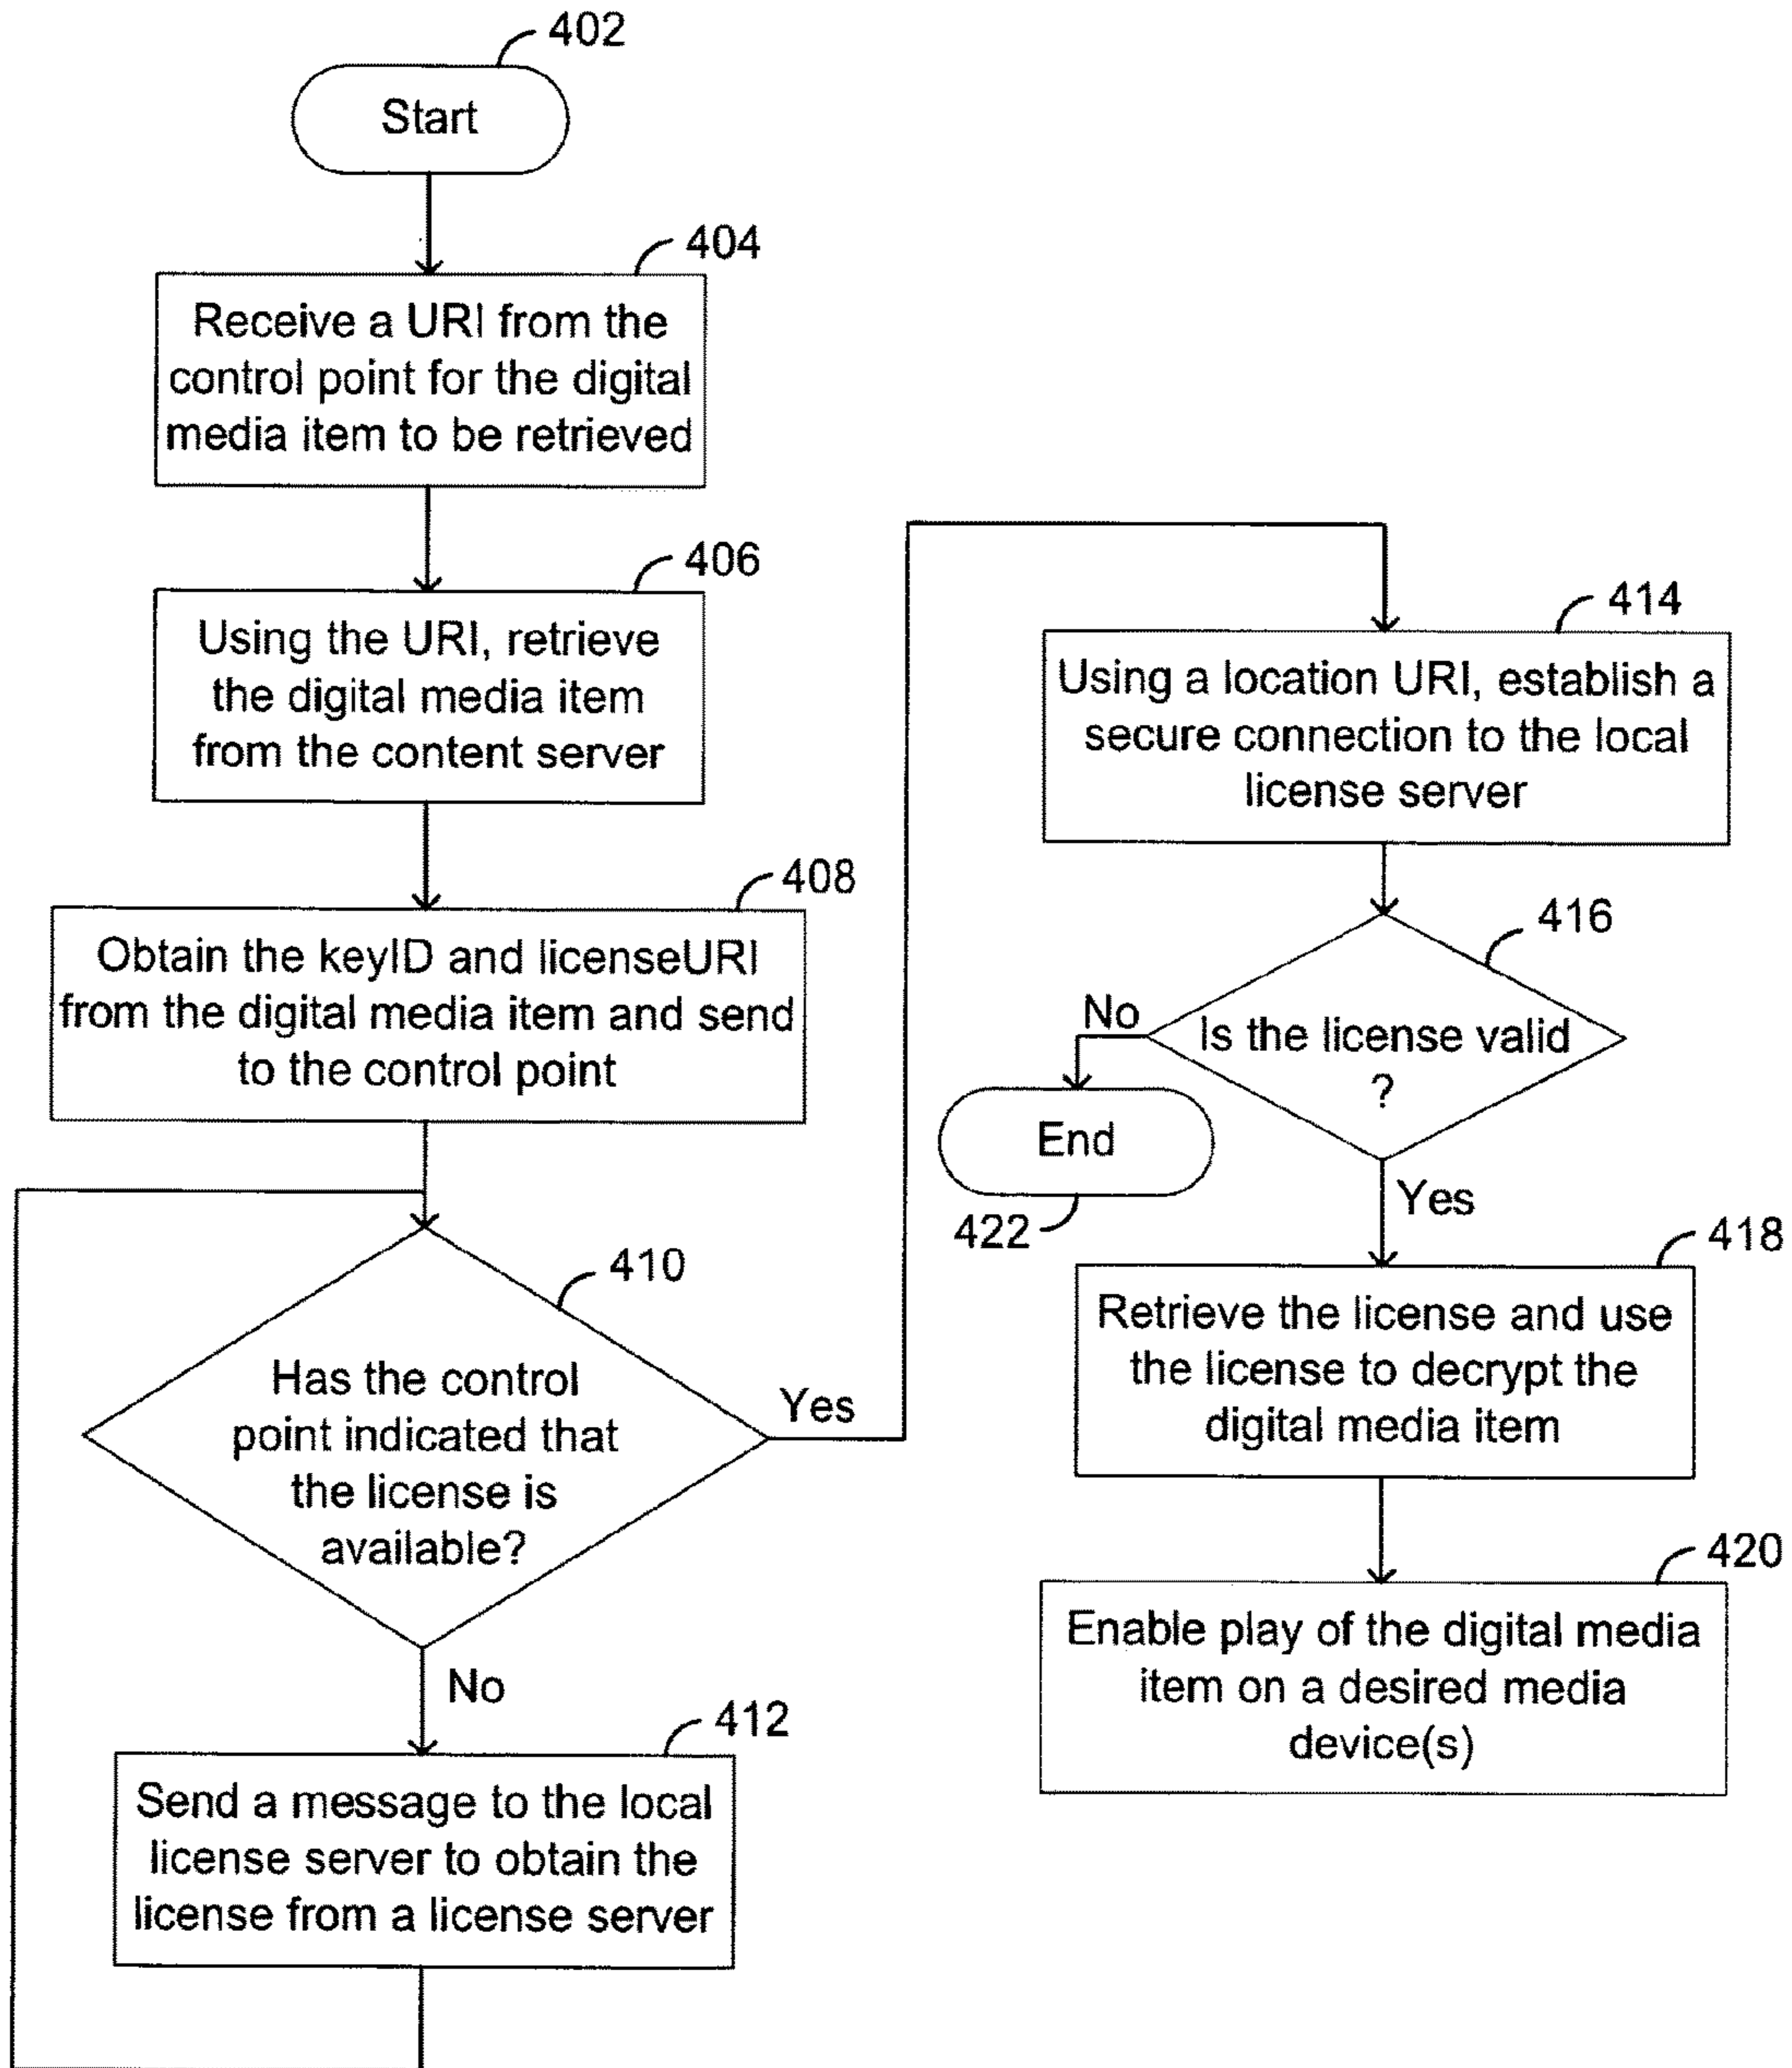 402
Start
404
Receive a URI from the
control point for the digital
media item to be retrieved
406
Using the URI, retrieve
the digital media item
from the content server
408
Obtain the keyID and licenseURI
from the digital media item and send
to the control point
410
Has the control
point indicated that
the license is
available?
Yes
No
412
Send a message to the local
license server to obtain the
license from a license server
414
Using a location URI, establish a
secure connection to the local
license server
416
Is the license valid
?
No
End
422
Yes
418
Retrieve the license and use
the license to decrypt the
digital media item
420
Enable play of the digital media
item on a desired media
device(s)